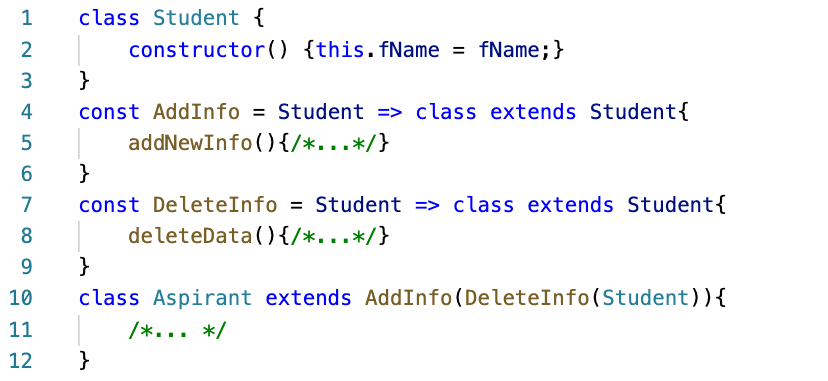 1 class Student {
2 constructor() {this.fName = fName;}
3 }
4 const AddInfo = Student => class extends Student{
5 addNewInfo(){/*...*/}
6 }
7 const DeleteInfo = Student => class extends Student{
8 deleteData(){/*...*/}
9 }
10 class Aspirant extends AddInfo(DeleteInfo(Student)){
11 /*... */
12 }